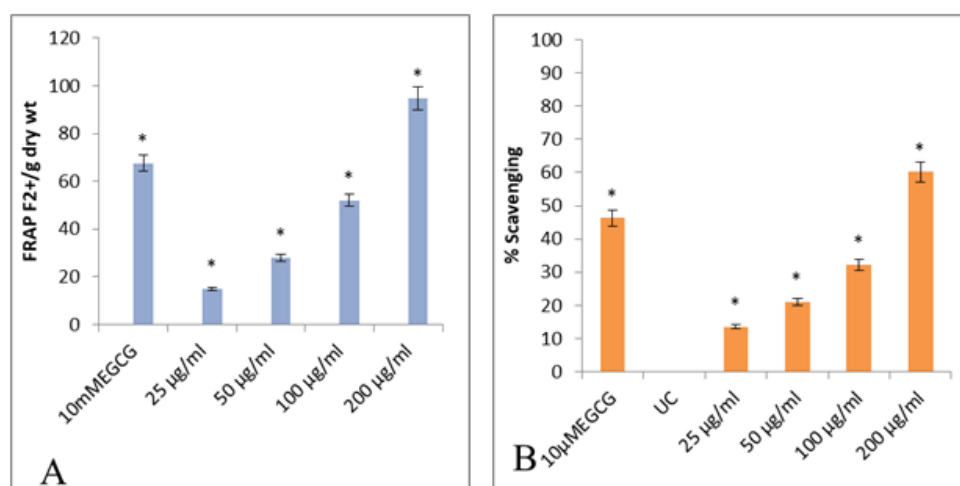 120
100
80
60
40
20
0
FRAP F2+/g dry wt
*
*
*
*
*
10mMEGCG
25 µg/ml
50 µg/ml
100 µg/ml
200 µg/ml
A
100
90
80
70
60
50
40
30
20
10
0
% Scavenging
*
*
*
*
*
10µMEGCG
UC
25 µg/ml
50 µg/ml
100 µg/ml
200 µg/ml
B